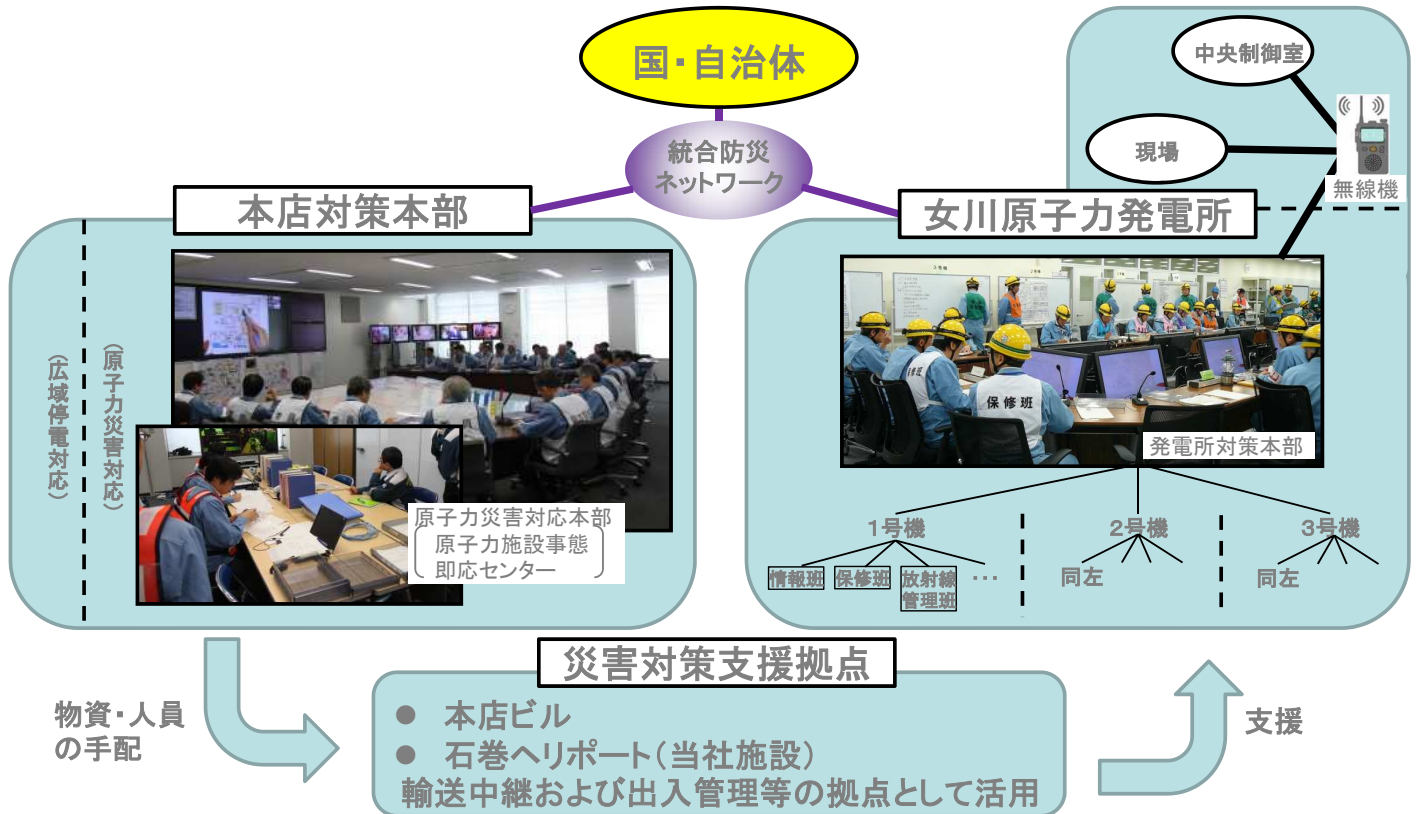 国・自治体
統合防災
ネットワーク
中央制御室
現場
無線機
本店対策本部
女川原子力発電所
(広域停電対応)
(原子力災害対応)
原子力災害対応本部
原子力施設事態
即応センター
保修班
発電所対策本部
1号機
2号機
3号機
情報班
保修班
放射線
管理班
…
同左
同左
災害対策支援拠点
物資・人員
の手配
● 本店ビル
● 石巻ヘリポート(当社施設)
輸送中継および出入管理等の拠点として活用
支援